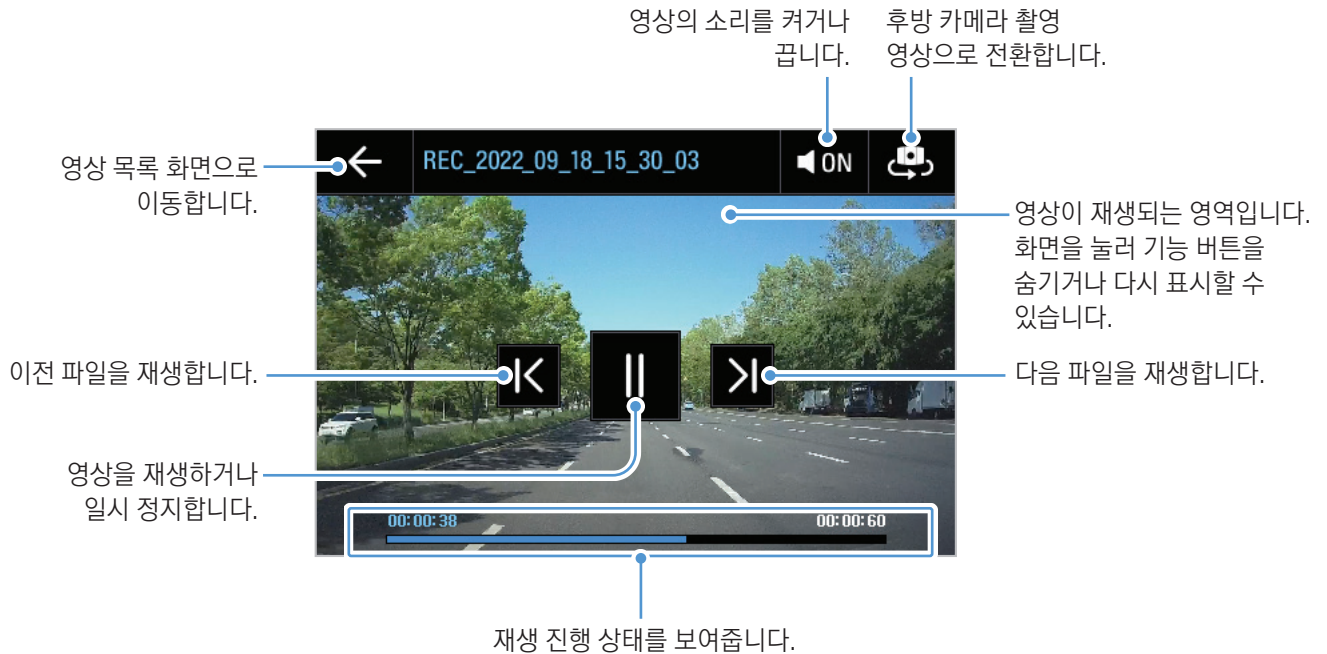 영상의 소리를 켜거나
끕니다.
후방 카메라 촬영
영상으로 전환합니다.
영상 목록 화면으로
이동합니다.
REC_2022_09_18_15_30_03
ON
영상이 재생되는 영역입니다.
화면을 눌러 기능 버튼을
숨기거나 다시 표시할 수
있습니다.
이전 파일을 재생합니다.
다음 파일을 재생합니다.
영상을 재생하거나
일시 정지합니다.
00:00:38
00:00:60
재생 진행 상태를 보여줍니다.